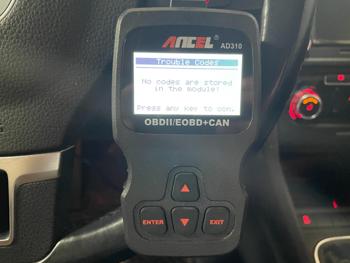 ANCEL
AD310
Trouble Codes
No codes are stored
in the module!
Press any key to con.
OBDII/EOBD+CAN
ENTER
EXIT